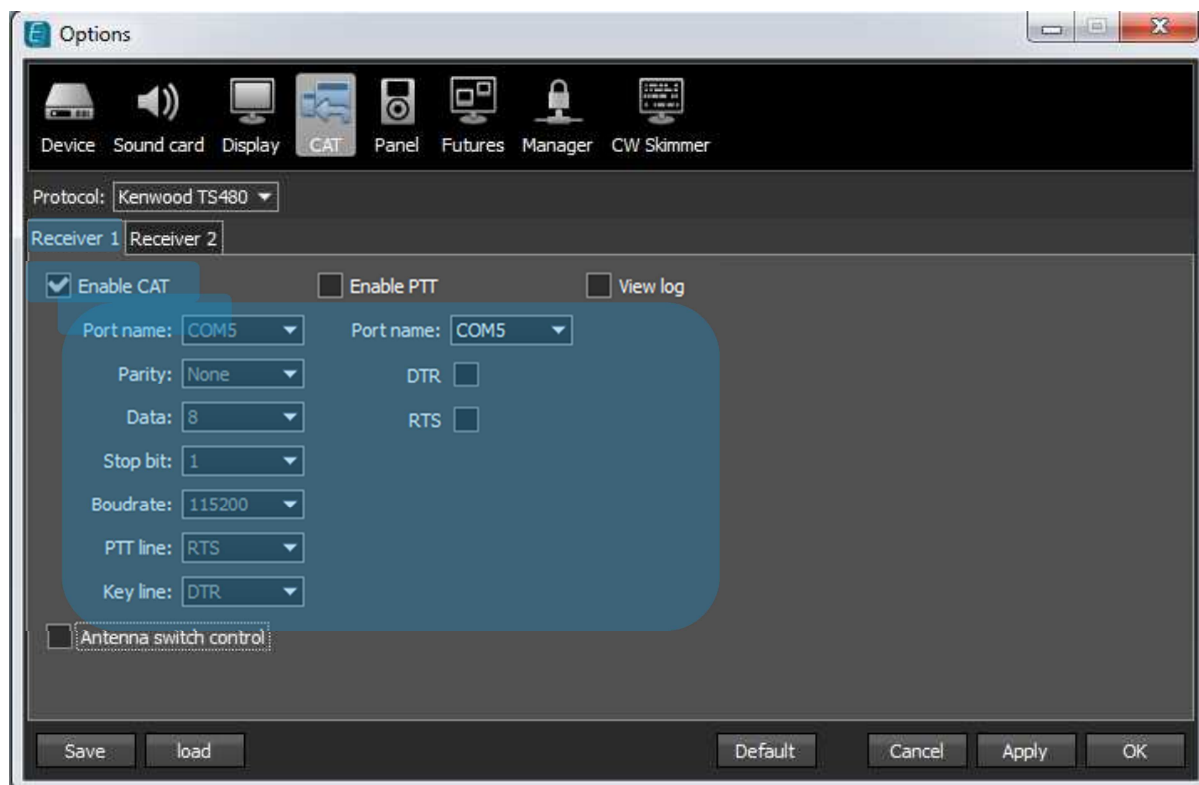 Options
Device Sound card Display CAT Panel Futures Manager CW Skimmer
Protocol: Kenwood TS480
Receiver 1 Receiver 2
Enable CAT Enable PTT View log
Port name: COM5 Port name: COM5
Parity: None DTR
Data: 8 RTS
Stop bit: 1
Boudrate: 115200
PTT line: RTS
Key line: DTR
Antenna switch control
Save load Default Cancel Apply OK